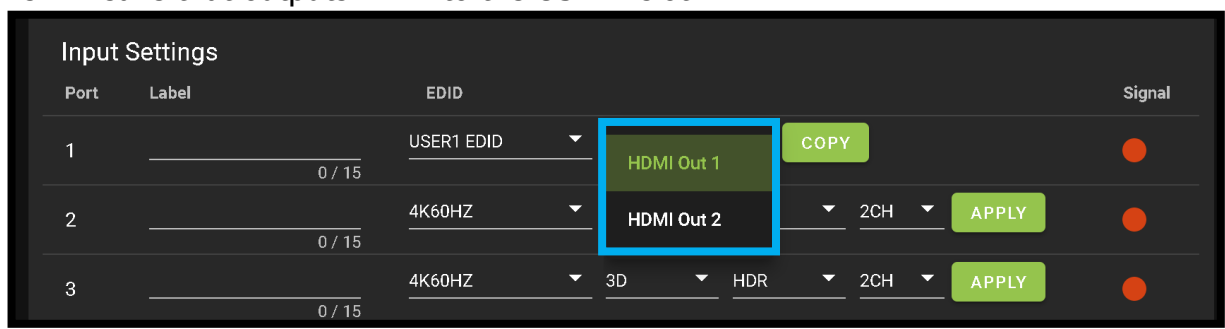 Input Settings
Port Label EDID Signal
1 USER1 EDID HDMI Out 1 COPY
0 / 15
2 4K60HZ HDMI Out 2 2CH APPLY
0 / 15
3 4K60HZ 3D HDR 2CH APPLY
0 / 15